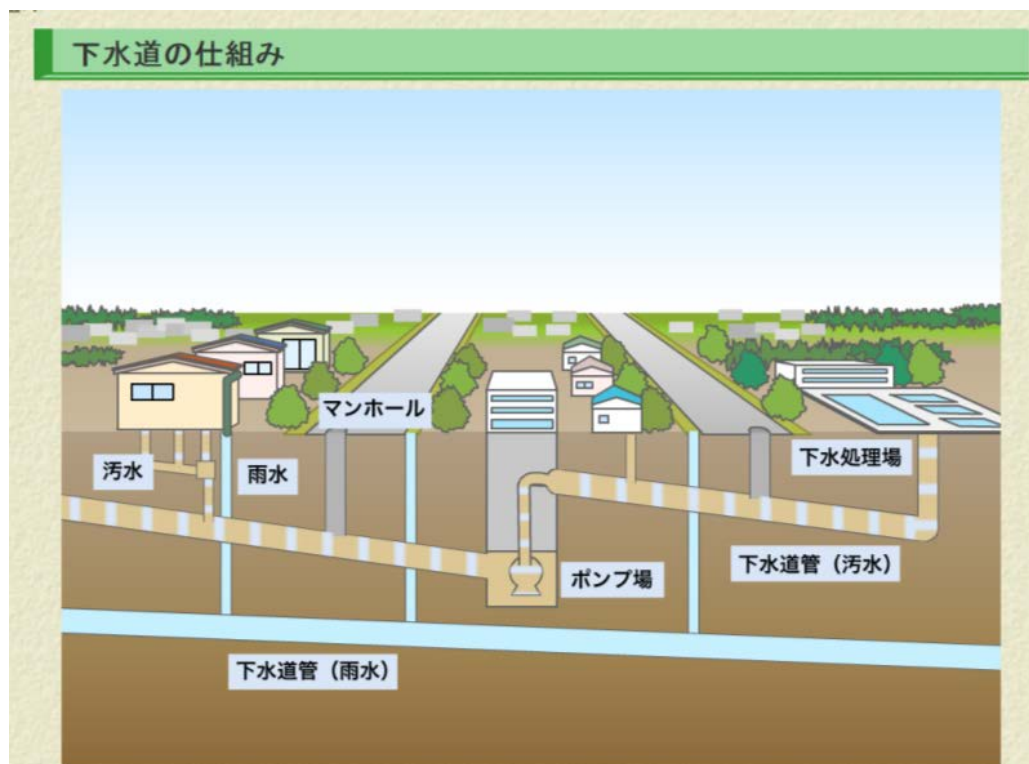 下水道の仕組み
マンホール
汚水
雨水
下水処理場
ポンプ場
下水道管（汚水）
下水道管（雨水）